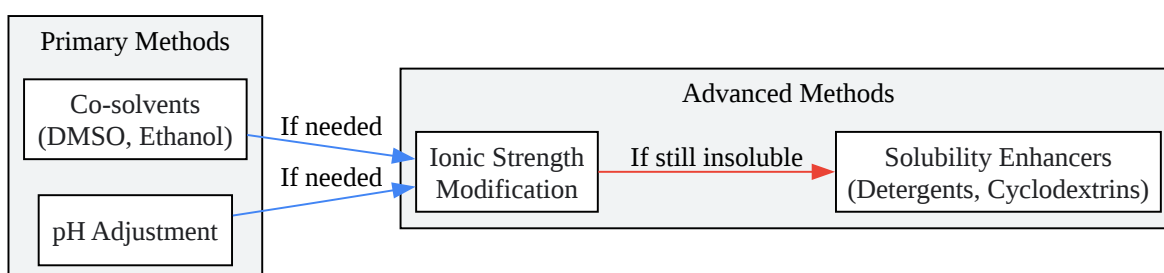 Primary Methods
Co-solvents
(DMSO, Ethanol)
pH Adjustment
If needed
If needed
Advanced Methods
Ionic Strength
Modification
If still insoluble
Solubility Enhancers
(Detergents, Cyclodextrins)